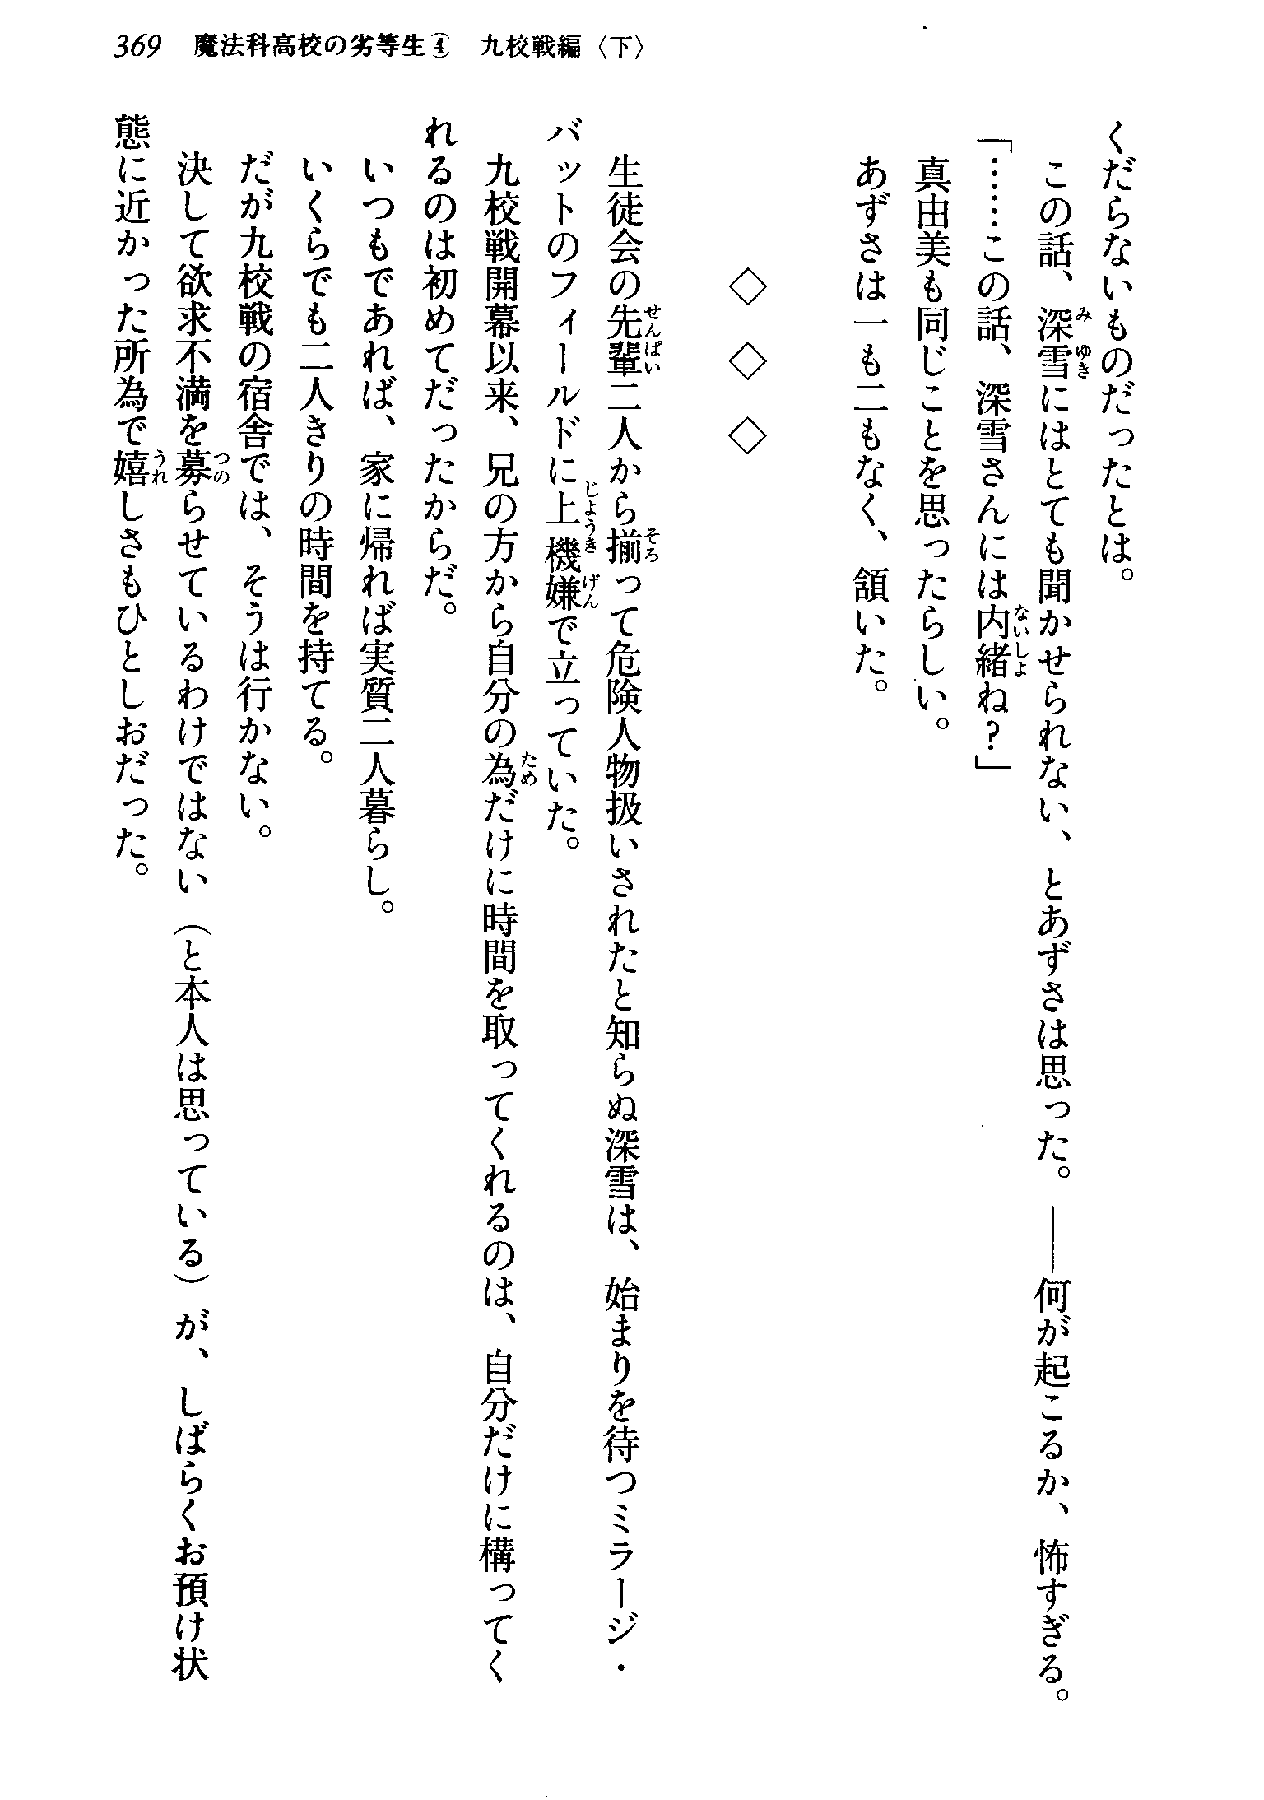 369 魔法科高校の劣等生④ 九校戦編〈下〉
くだらないものだったとは。
この話、深雪にはとても聞かせられない、とあずさは思った。――何が起こるか、怖すぎる。
「……この話、深雪さんには内緒ね？」
真由美も同じことを思ったらしい。
あずさは一も二もなく、頷いた。
◇ ◇ ◇
生徒会の先輩二人から揃って危険人物扱いされたと知らぬ深雪は、始まりを待つミラージ・
バットのフィールドに上機嫌で立っていた。
九校戦開幕以来、兄の方から自分の為だけに時間を取ってくれるのは、自分だけに構ってく
れるのは初めてだったからだ。
いつもであれば、家に帰れば実質二人暮らし。
いくらでも二人きりの時間を持てる。
だが九校戦の宿舎では、そうは行かない。
決して欲求不満を募らせているわけではない（と本人は思っている）が、しばらくお預け状
態に近かった所為で嬉しさもひとしおだった。